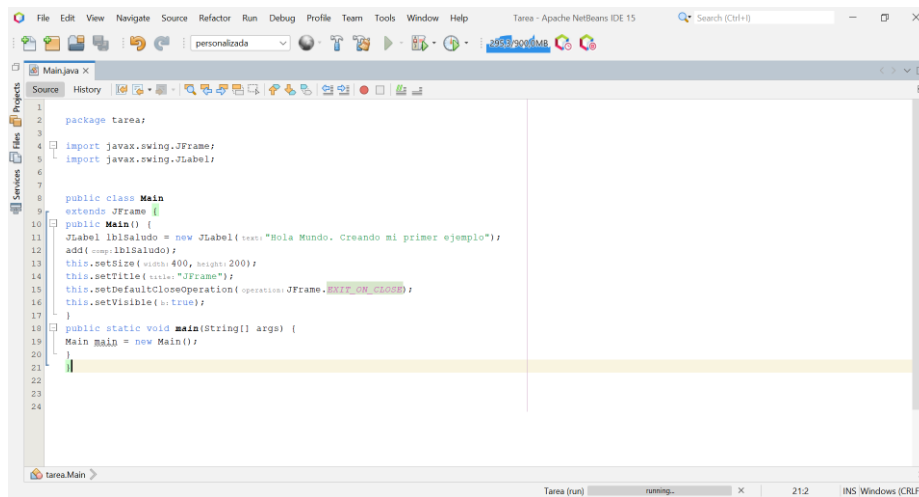 File Edit View Navigate Source Refactor Run Debug Profile Team Tools Window Help Tarea - Apache NetBeans IDE 15 Search (Ctrl+I)
personalizada
Main.java
Source History
Projects
Files
Services
1
2 package tarea;
3
4 import javax.swing.JFrame;
5 import javax.swing.JLabel;
6
7
8 public class Main
9 extends JFrame {
10 public Main() {
11 JLabel lblSaludo = new JLabel( text: "Hola Mundo. Creando mi primer ejemplo");
12 add( comp: lblSaludo);
13 this.setSize( width: 400, height: 200);
14 this.setTitle( title: "JFrame");
15 this.setDefaultCloseOperation( operation: JFrame.EXIT_ON_CLOSE);
16 this.setVisible( b: true);
17 }
18 public static void main(String[] args) {
19 Main main = new Main();
20 }
21 }
22
23
24
tarea.Main
Tarea (run) running... 21:2 INS Windows (CRLF